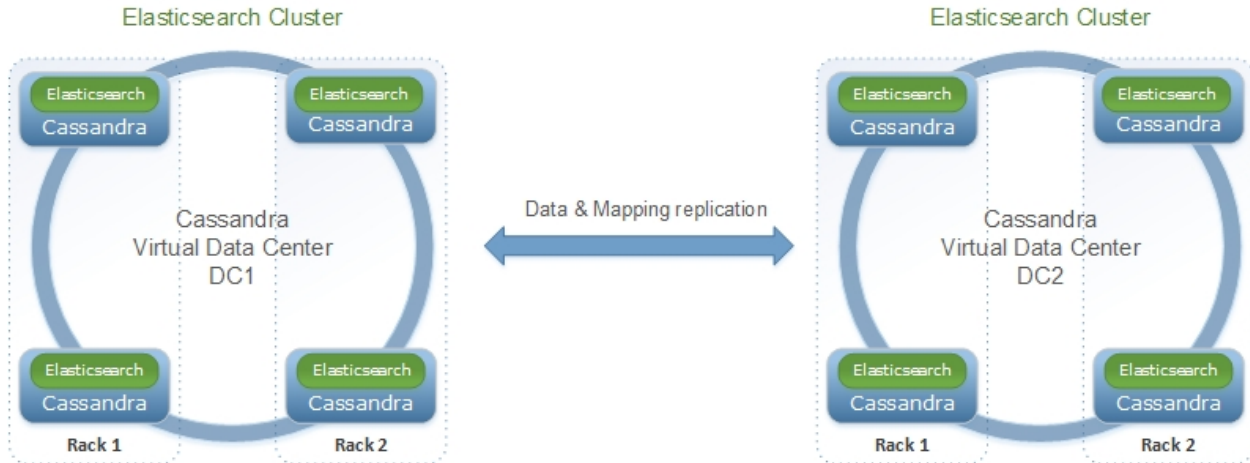 Elasticsearch Cluster
Elasticsearch
Cassandra
Elasticsearch
Cassandra
Cassandra
Virtual Data Center
DC1
Elasticsearch
Cassandra
Elasticsearch
Cassandra
Rack 1
Rack 2
Data & Mapping replication
Elasticsearch Cluster
Elasticsearch
Cassandra
Elasticsearch
Cassandra
Cassandra
Virtual Data Center
DC2
Elasticsearch
Cassandra
Elasticsearch
Cassandra
Rack 1
Rack 2